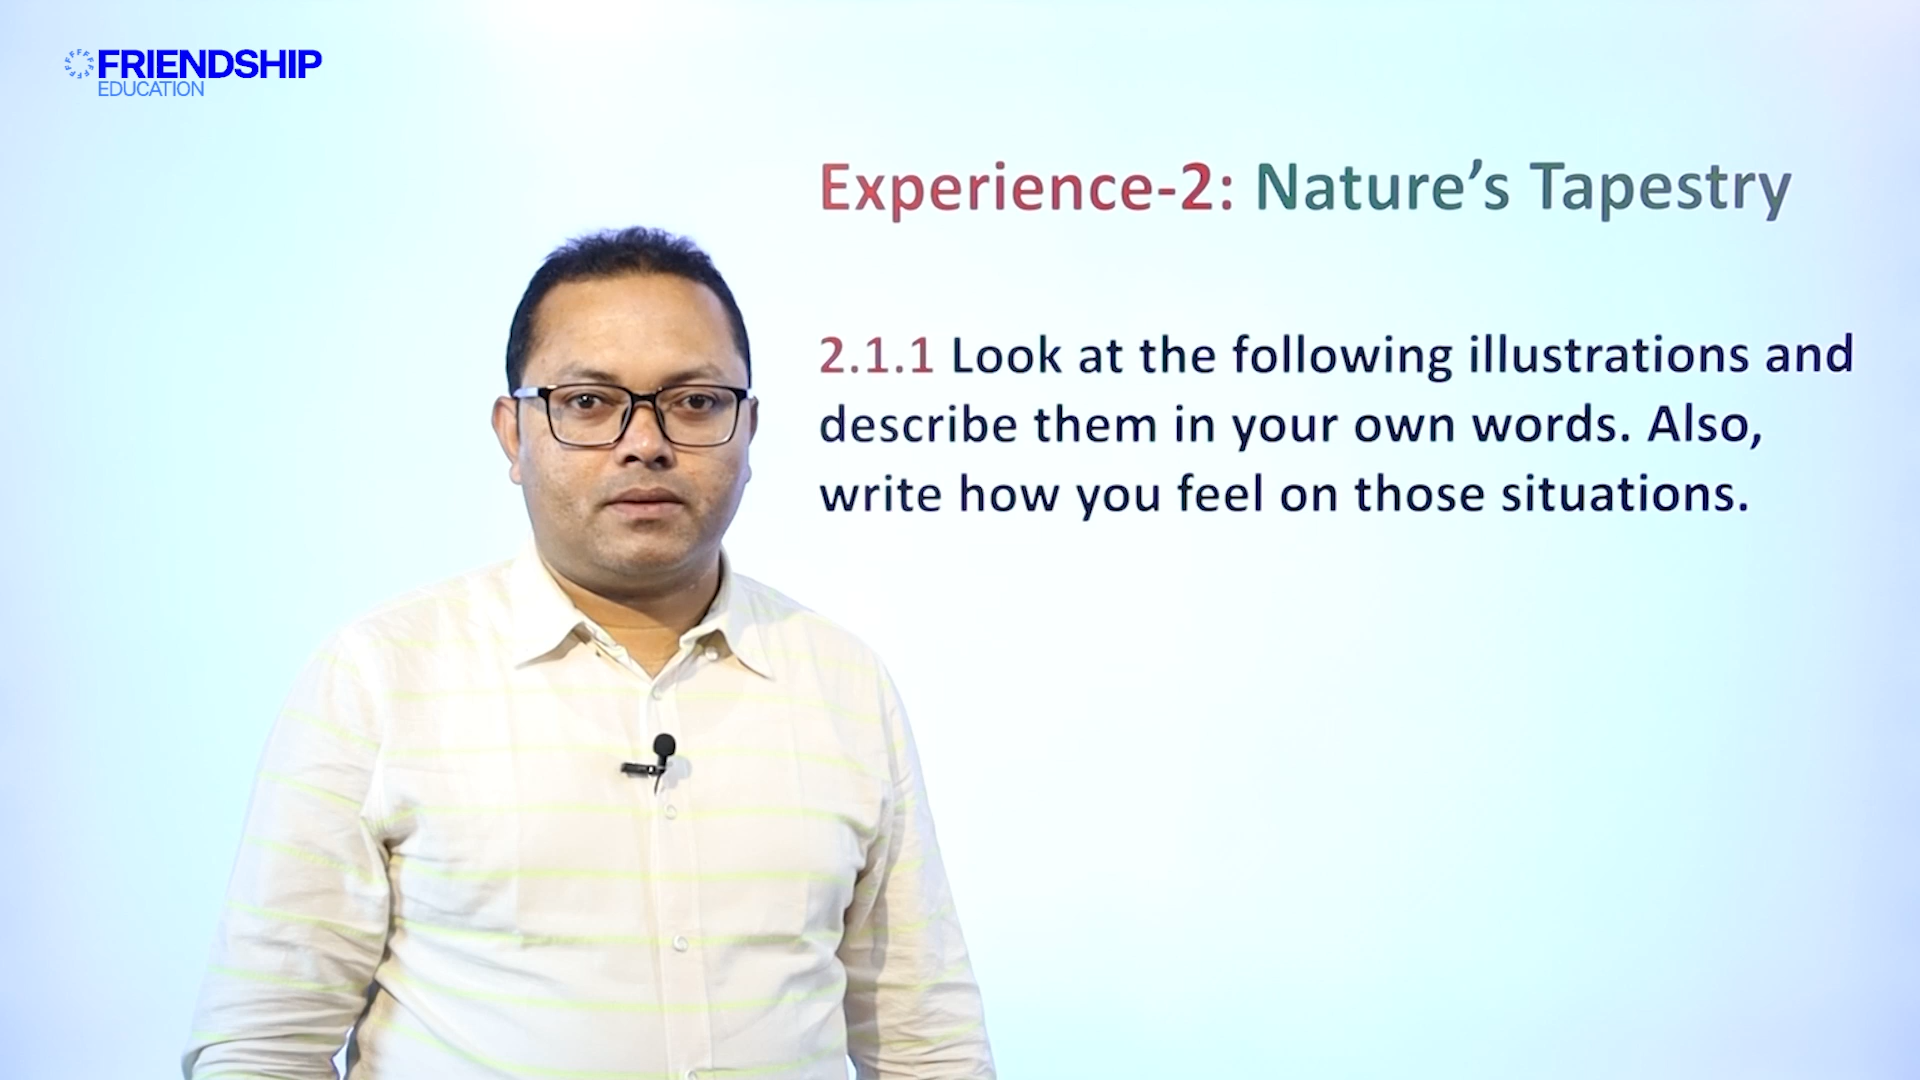 FRIENDSHIP
EDUCATION
Experience-2: Nature’s Tapestry
2.1.1 Look at the following illustrations and
describe them in your own words. Also,
write how you feel on those situations.